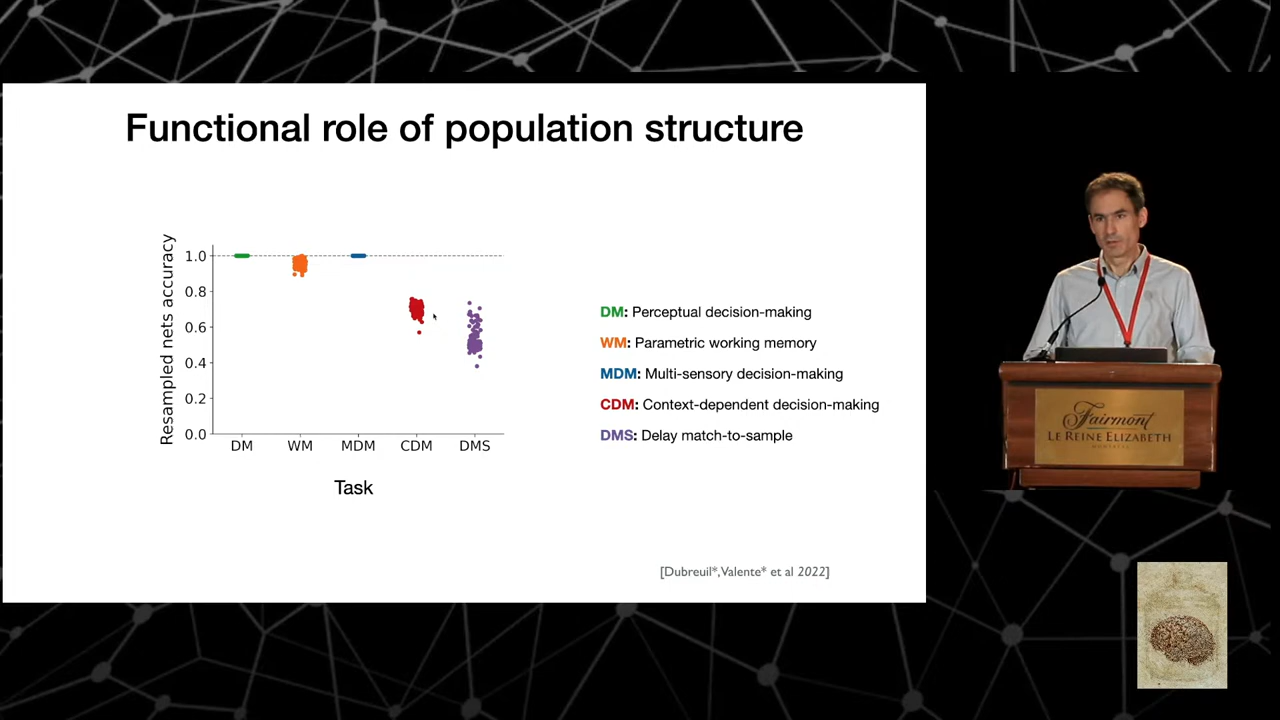 Functional role of population structure
Resampled nets accuracy
1.0
0.8
0.6
0.4
0.2
0.0
DM WM MDM CDM DMS
Task
DM: Perceptual decision-making
WM: Parametric working memory
MDM: Multi-sensory decision-making
CDM: Context-dependent decision-making
DMS: Delay match-to-sample
[Dubreuil*,Valente* et al 2022]
Fairmont
LE REINE ELIZABETH